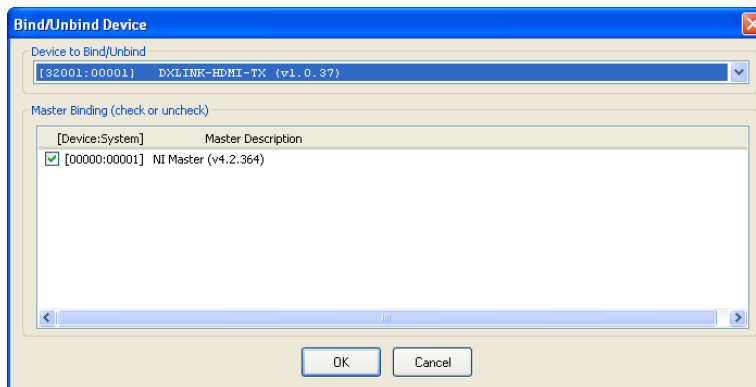 Bind/Unbind Device
Device to Bind/Unbind
[32001:00001] DXLINK-HDMI-TX (v1.0.37)
Master Binding (check or uncheck)
[Device:System] Master Description
[00000:00001] NI Master (v4.2.364)
OK Cancel